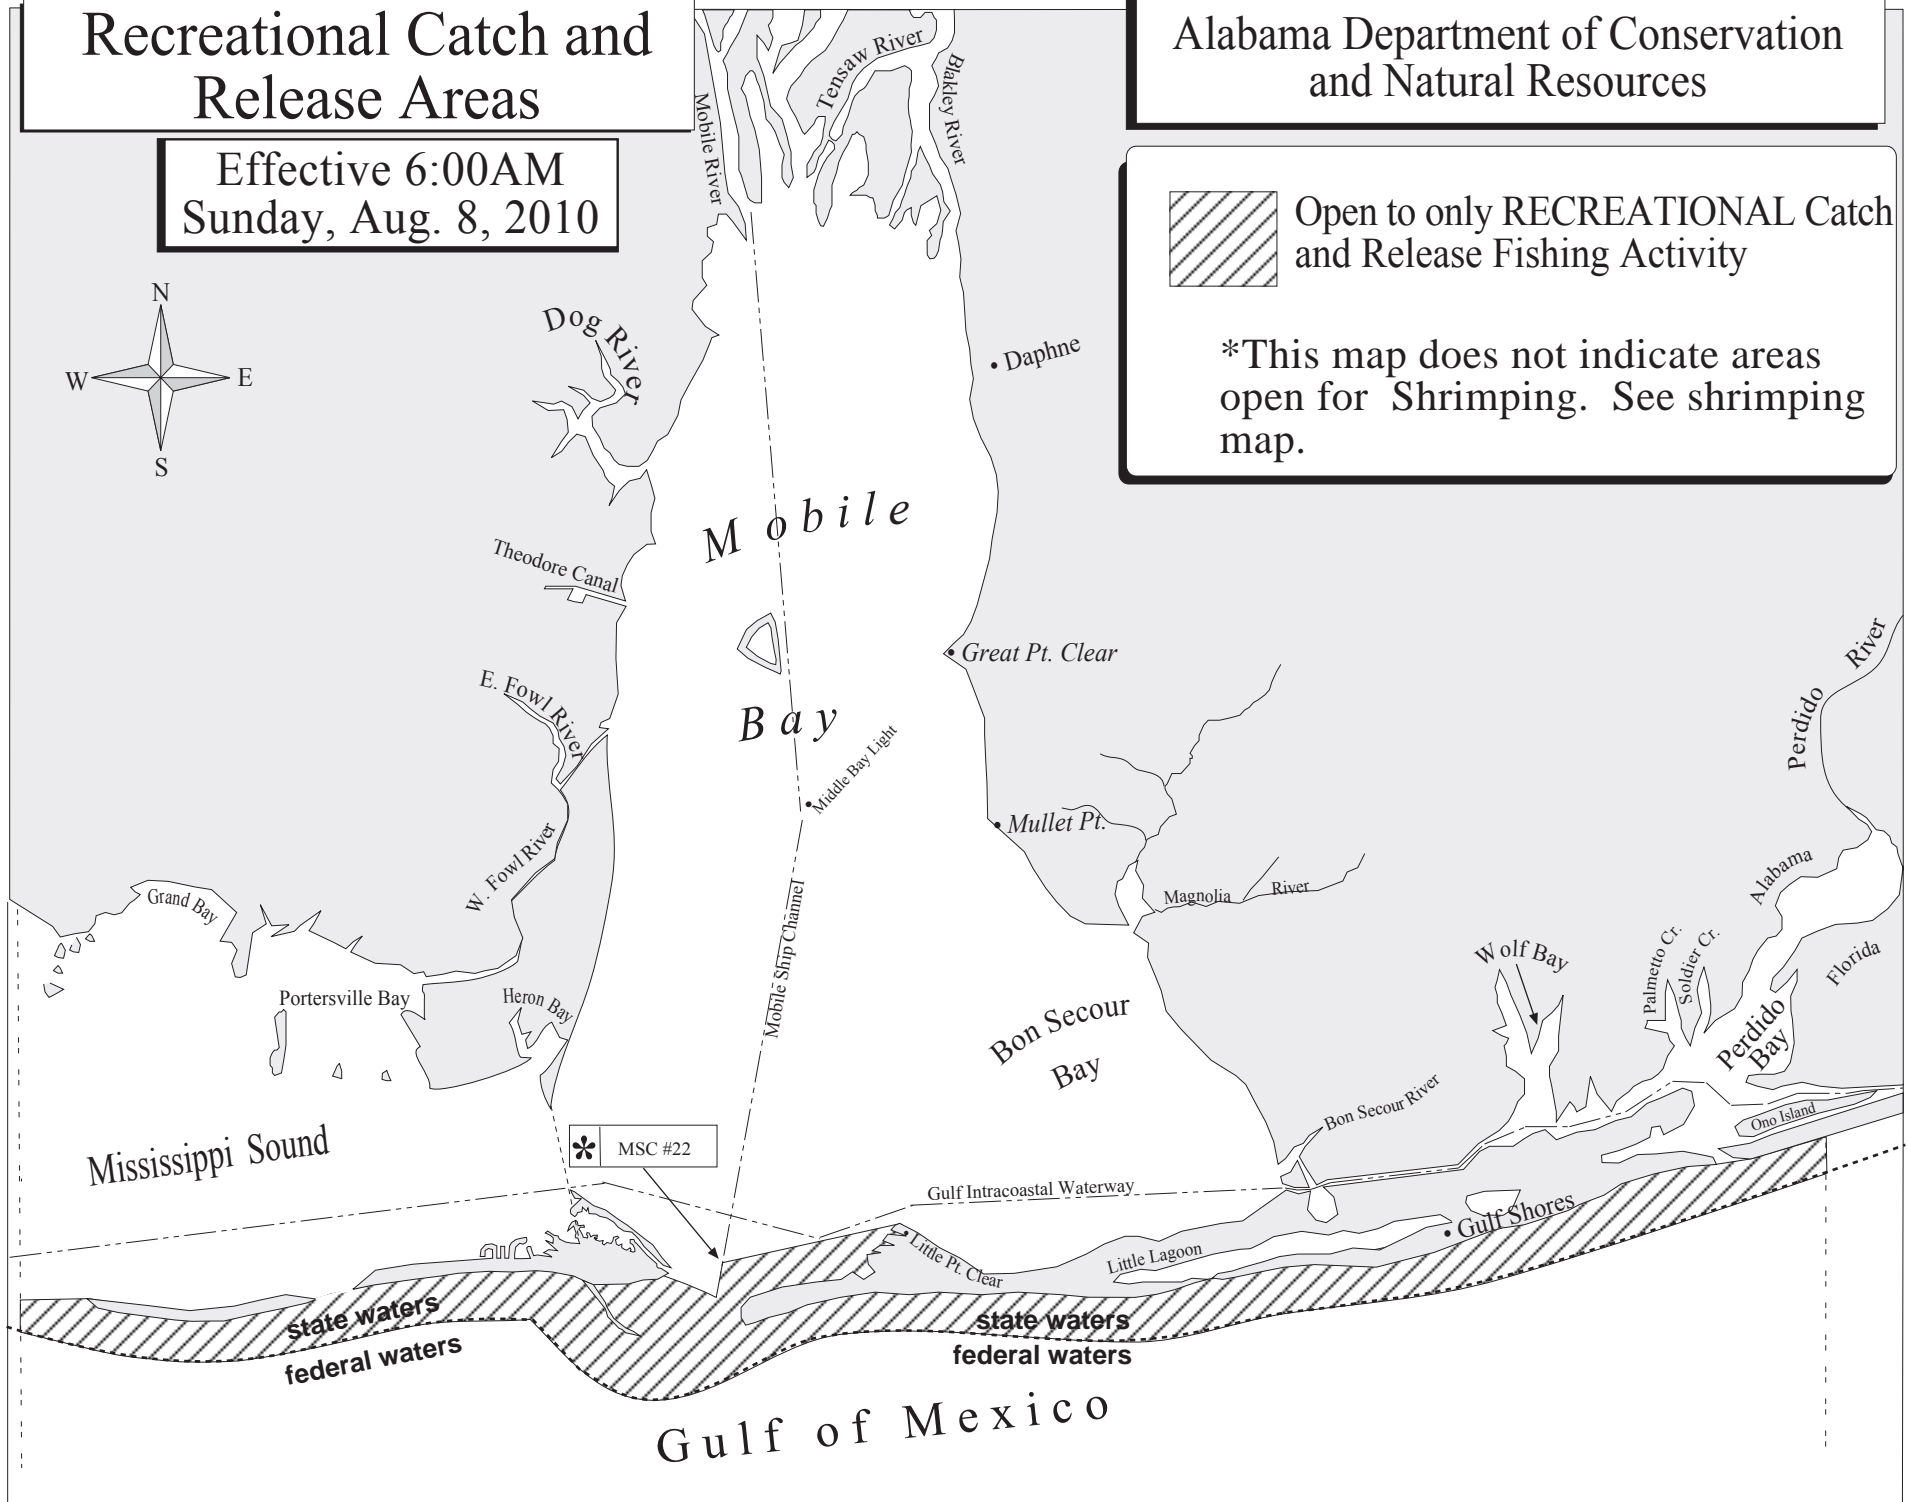 Recreational Catch and
Release Areas
Effective 6:00AM
Sunday, Aug. 8, 2010
Alabama Department of Conservation
and Natural Resources
Open to only RECREATIONAL Catch
and Release Fishing Activity
*This map does not indicate areas
open for Shrimping. See shrimping
map.
N
W
E
S
Mobile River
Tensaw River
Blakley River
Dog River
Daphne
Mobile
Bay
Theodore Canal
Great Pt. Clear
E. Fowl River
Middle Bay Light
Mullet Pt.
W. Fowl River
Perdido River
Grand Bay
Magnolia River
Alabama
Florida
Mobile Ship Channel
Wolf Bay
Palmetto Cr.
Soldier Cr.
Portersville Bay
Heron Bay
Bon Secour
Bay
Perdido
Bay
Bon Secour River
Ono Island
Mississippi Sound
* MSC #22
Gulf Intracoastal Waterway
Gulf Shores
Little Pt. Clear
Little Lagoon
state waters
federal waters
state waters
federal waters
Gulf of Mexico